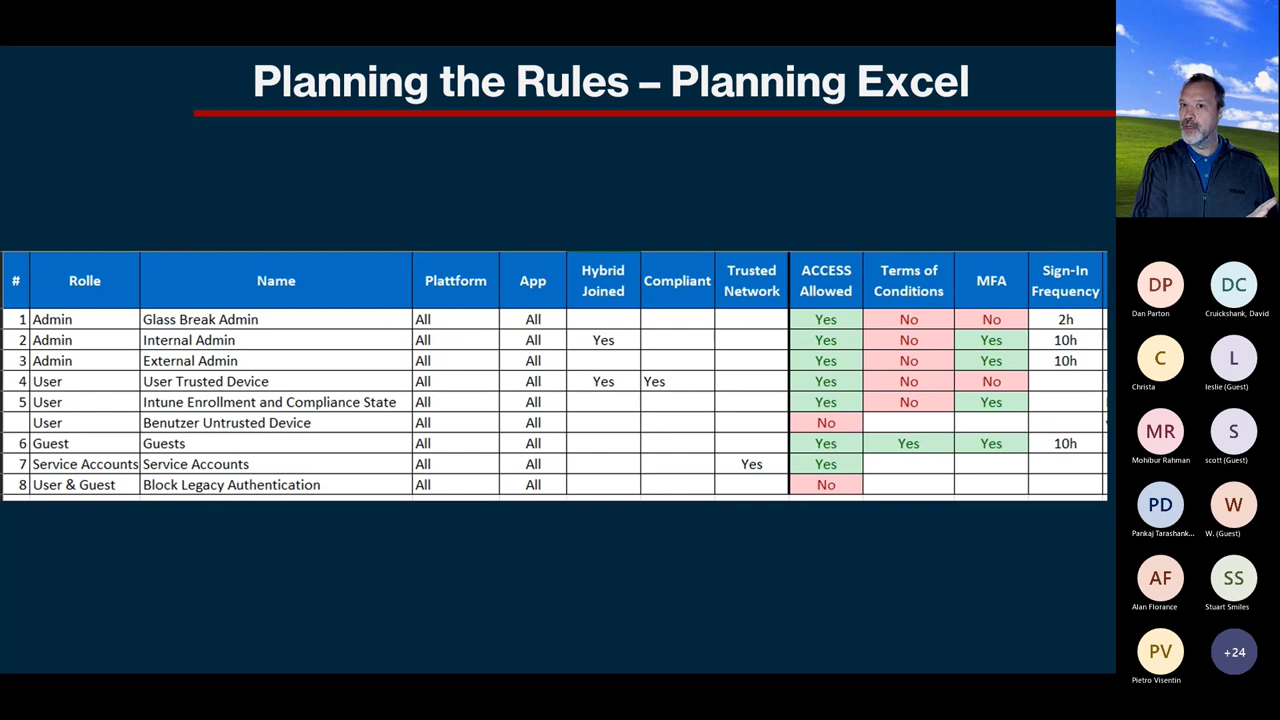 Planning the Rules – Planning Excel
# Rolle Name Plattform App Hybrid Joined Compliant Trusted Network ACCESS Allowed Terms of Conditions MFA Sign-In Frequency
1 Admin Glass Break Admin All All Yes No No 2h
2 Admin Internal Admin All All Yes Yes No Yes 10h
3 Admin External Admin All All Yes No Yes 10h
4 User User Trusted Device All All Yes Yes Yes No No
5 User Intune Enrollment and Compliance State All All Yes No Yes
User Benutzer Untrusted Device All All No
6 Guest Guests All All Yes Yes Yes 10h
7 Service Accounts Service Accounts All All Yes Yes
8 User & Guest Block Legacy Authentication All All No
DP DC
Dan Parton Cruickshank, David
C L
Christa leslie (Guest)
MR S
Mohibur Rahman scott (Guest)
PD W
Pankaj Tarashank... W. (Guest)
AF SS
Alan Florance Stuart Smiles
PV +24
Pietro Visentin